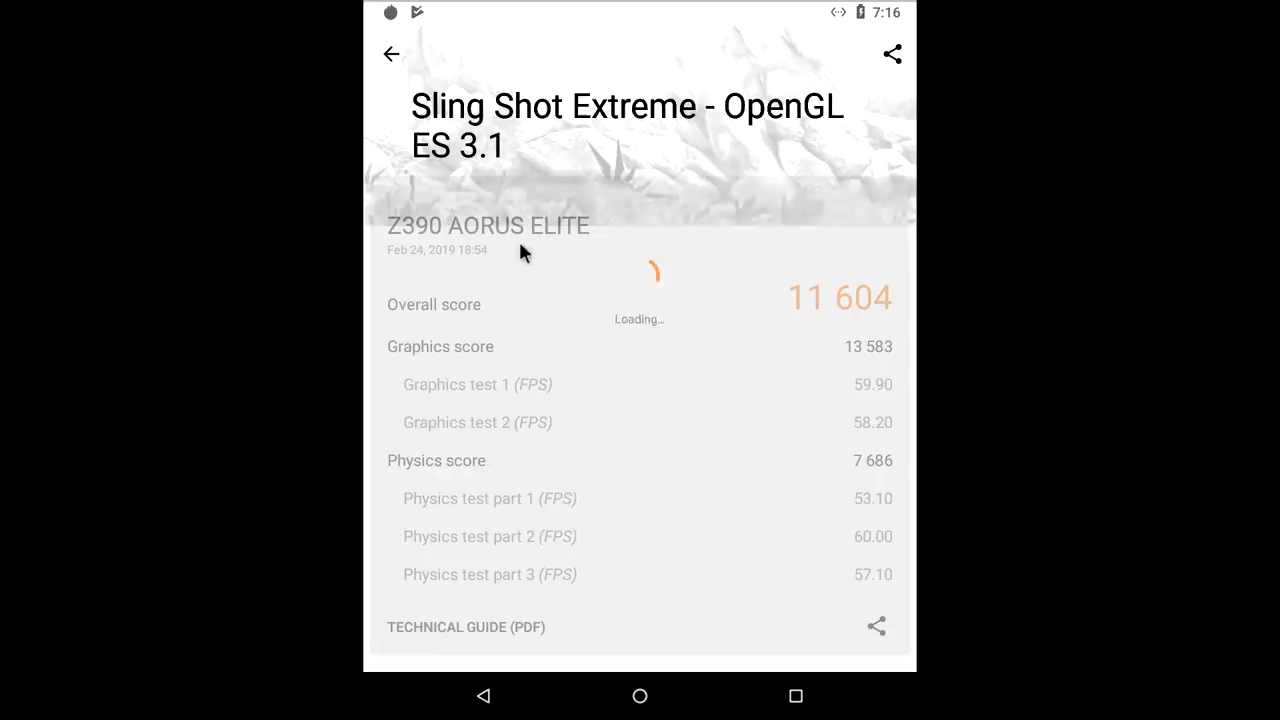 7:16
Sling Shot Extreme - OpenGL
ES 3.1
Z390 AORUS ELITE
Feb 24, 2019 18:54
Loading...
Overall score 11 604
Graphics score 13 583
Graphics test 1 (FPS) 59.90
Graphics test 2 (FPS) 58.20
Physics score 7 686
Physics test part 1 (FPS) 53.10
Physics test part 2 (FPS) 60.00
Physics test part 3 (FPS) 57.10
TECHNICAL GUIDE (PDF)